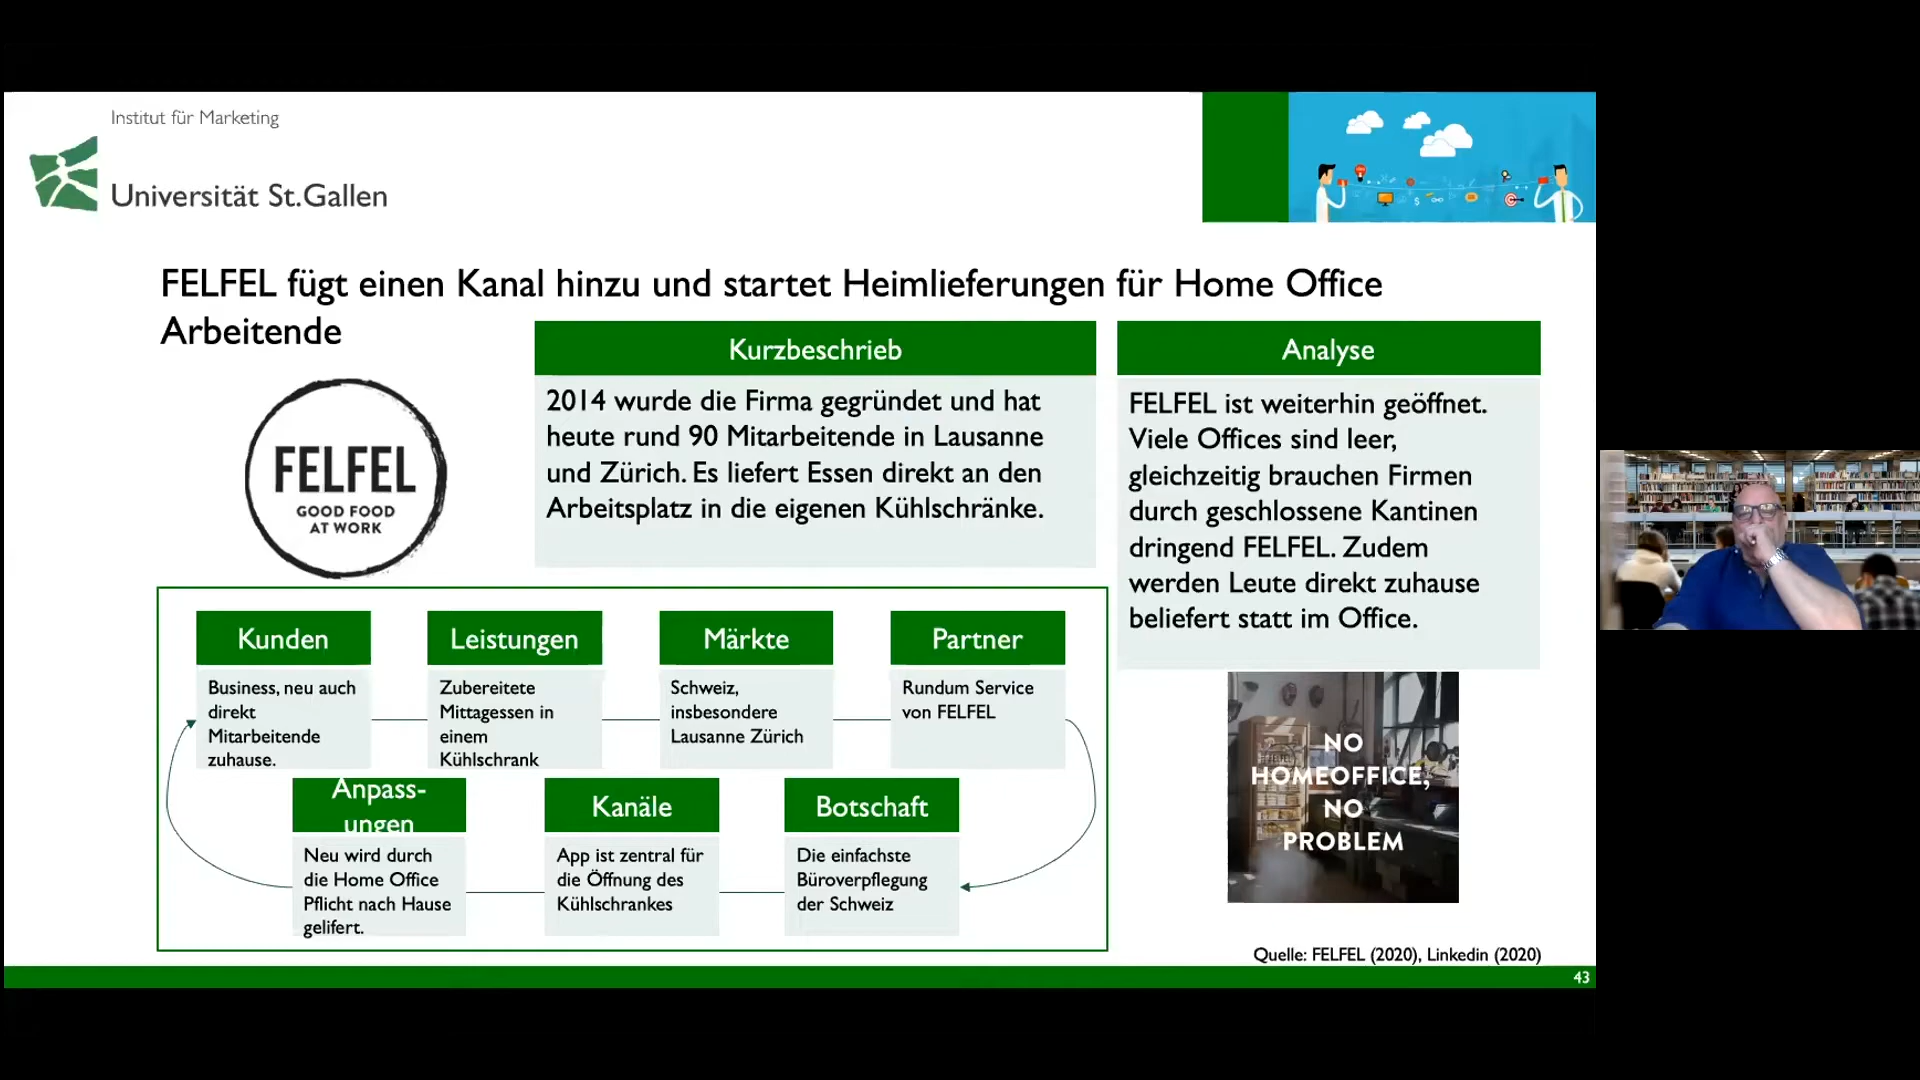 Institut für Marketing
Universität St.Gallen
FELFEL fügt einen Kanal hinzu und startet Heimlieferungen für Home Office
Arbeitende
FELFEL
GOOD FOOD
AT WORK
Kurzbeschrieb
2014 wurde die Firma gegründet und hat
heute rund 90 Mitarbeitende in Lausanne
und Zürich. Es liefert Essen direkt an den
Arbeitsplatz in die eigenen Kühlschränke.
Analyse
FELFEL ist weiterhin geöffnet.
Viele Offices sind leer,
gleichzeitig brauchen Firmen
durch geschlossene Kantinen
dringend FELFEL. Zudem
werden Leute direkt zuhause
beliefert statt im Office.
Kunden
Business, neu auch
direkt
Mitarbeitende
zuhause.
Leistungen
Zubereitete
Mittagessen in
einem
Kühlschrank
Märkte
Schweiz,
insbesondere
Lausanne Zürich
Partner
Rundum Service
von FELFEL
Anpass-
ungen
Neu wird durch
die Home Office
Pflicht nach Hause
gelifert.
Kanäle
App ist zentral für
die Öffnung des
Kühlschrankes
Botschaft
Die einfachste
Büroverpflegung
der Schweiz
NO
HOMEOFFICE,
NO
PROBLEM
Quelle: FELFEL (2020), Linkedin (2020)
43